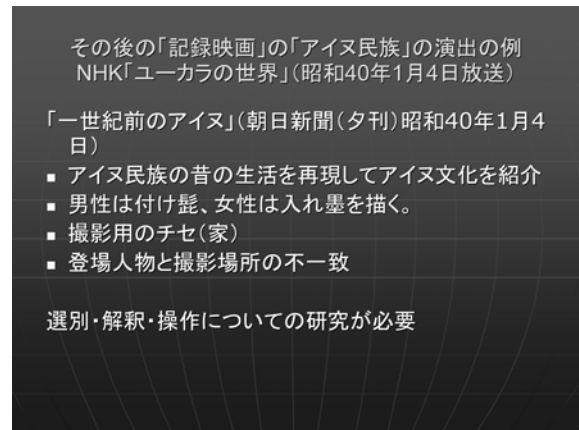 その後の「記録映画」の「アイヌ民族」の演出の例
NHK「ユーカラの世界」(昭和40年1月4日放送)
「一世紀前のアイヌ」(朝日新聞(夕刊)昭和40年1月4
日)
■ アイヌ民族の昔の生活を再現してアイヌ文化を紹介
■ 男性は付け髭、女性は入れ墨を描く。
■ 撮影用のチセ(家)
■ 登場人物と撮影場所の不一致
選別・解釈・操作についての研究が必要